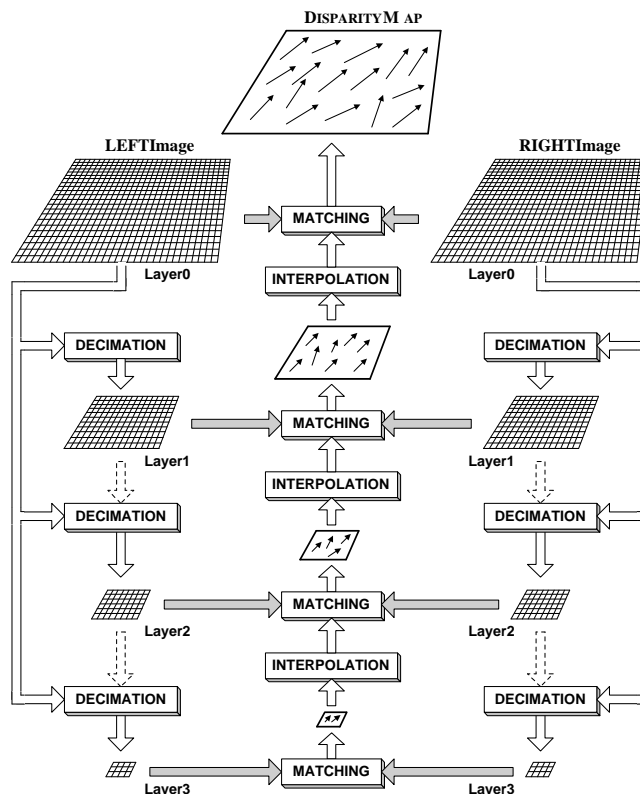 DISPARITYM AP
LEFTImage
RIGHTImage
MATCHING
Layer0
Layer0
INTERPOLATION
DECIMATION
DECIMATION
MATCHING
Layer1
Layer1
INTERPOLATION
DECIMATION
DECIMATION
MATCHING
Layer2
Layer2
INTERPOLATION
DECIMATION
DECIMATION
MATCHING
Layer3
Layer3